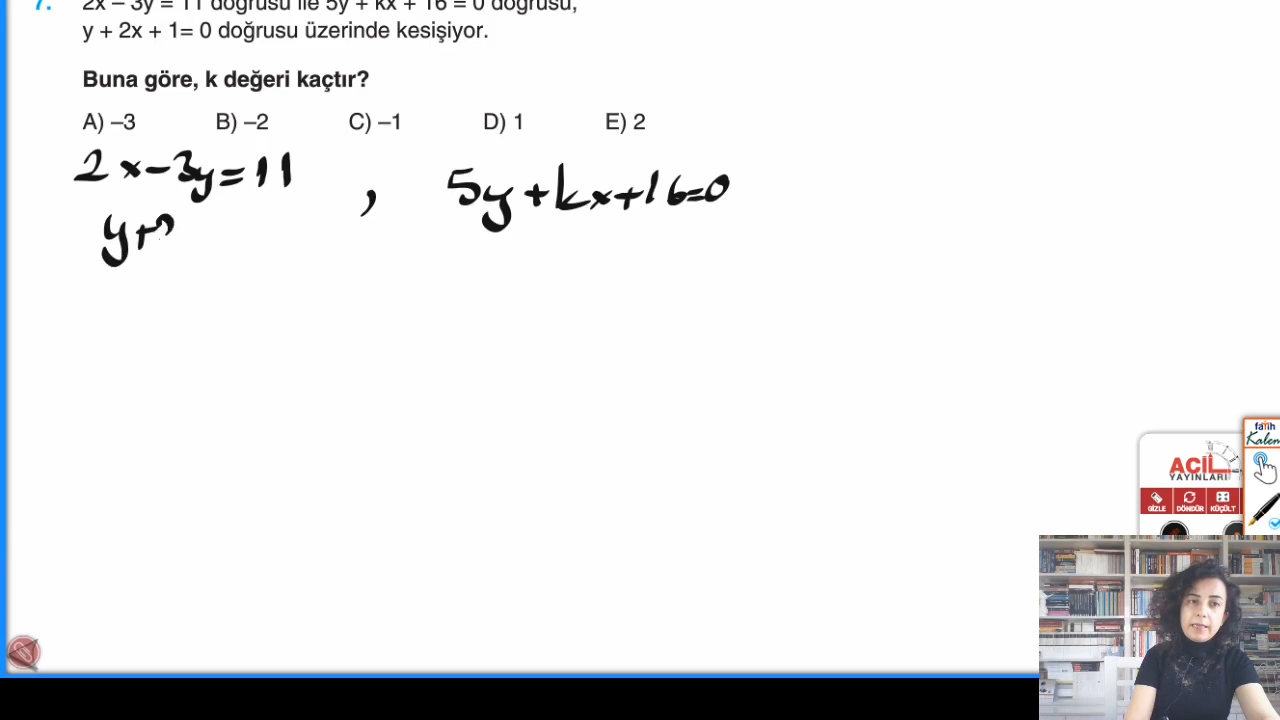 7. 2x – 3y = 11 doğrusu ile 5y + kx + 16 = 0 doğrusu,
y + 2x + 1= 0 doğrusu üzerinde kesişiyor.
Buna göre, k değeri kaçtır?
A) –3 B) –2 C) –1 D) 1 E) 2
2x-3y=11 , 5y+kx+16=0
y+2
fatih
Kalem
ACİL
YAYINLARI
GİZLE DÖNDÜR KÜÇÜLT